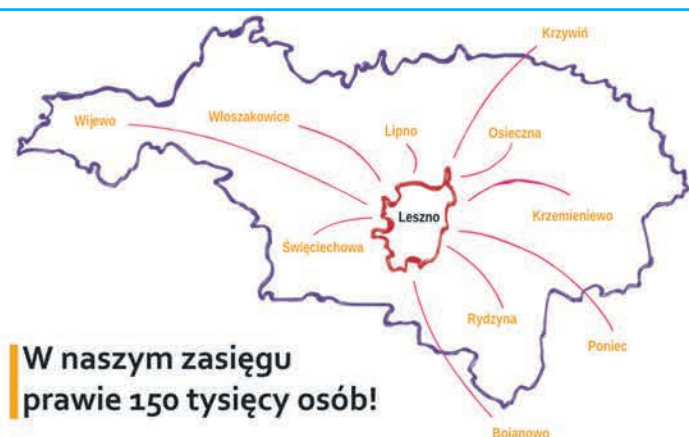 Krzywiń
Wijewo
Włoszakowice
Lipno
Osieczna
Leszno
Krzemieniewo
Święciechowa
Rydzyna
Poniec
W naszym zasięgu
prawie 150 tysięcy osób!
Bojanowo